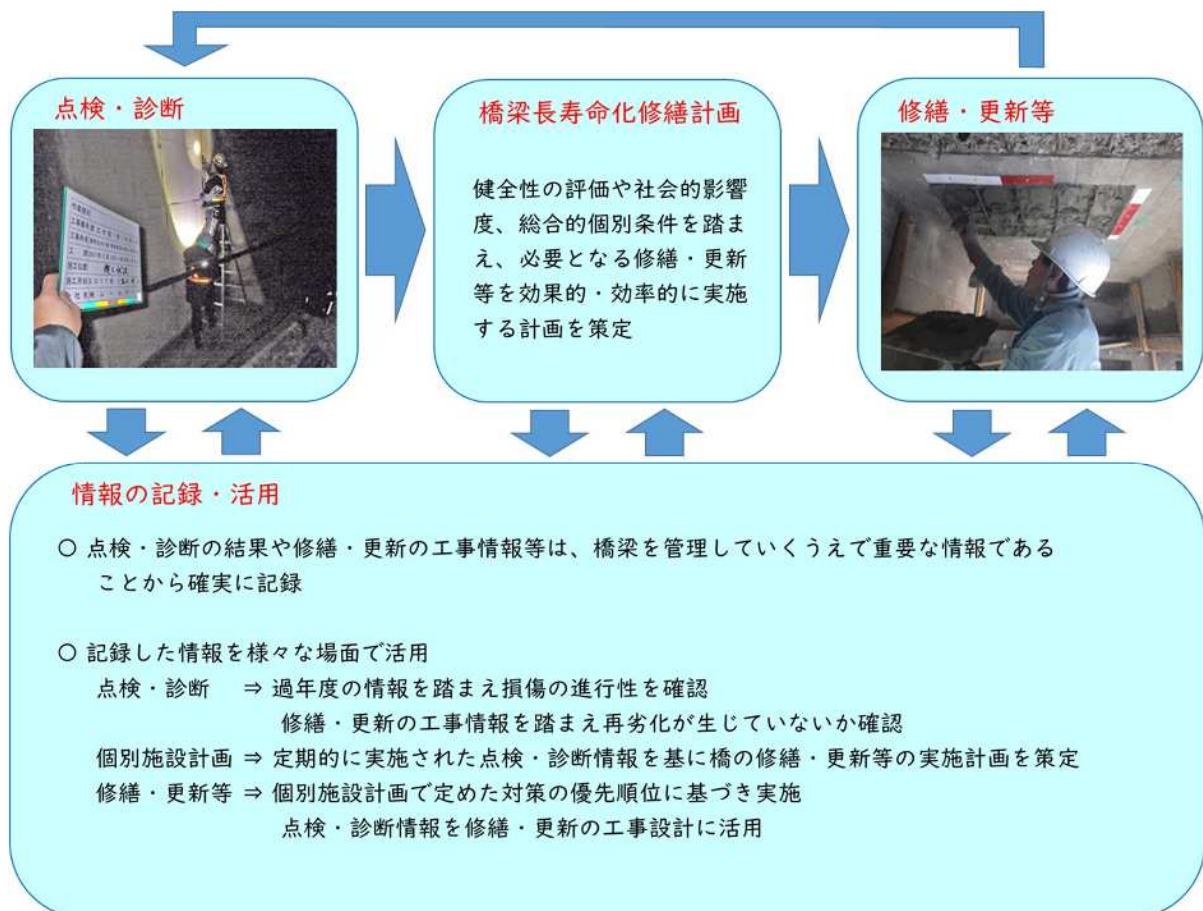 点検・診断
橋梁長寿命化修繕計画
健全性の評価や社会的影響
度、総合的個別条件を踏ま
え、必要となる修繕・更新
等を効果的・効率的に実施
する計画を策定
修繕・更新等
情報の記録・活用
〇 点検・診断の結果や修繕・更新の工事情報等は、橋梁を管理していくうえで重要な情報である
ことから確実に記録
〇 記録した情報を様々な場面で活用
点検・診断 ⇒ 過年度の情報を踏まえ損傷の進行性を確認
修繕・更新の工事情報を踏まえ再劣化が生じていないか確認
個別施設計画 ⇒ 定期的に実施された点検・診断情報を基に橋の修繕・更新等の実施計画を策定
修繕・更新等 ⇒ 個別施設計画で定めた対策の優先順位に基づき実施
点検・診断情報を修繕・更新の工事設計に活用